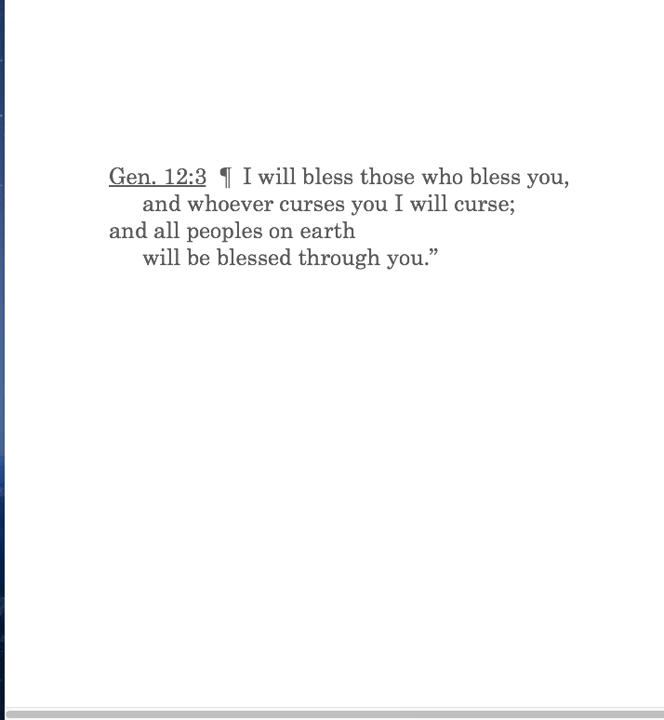 Gen. 12:3 ¶ I will bless those who bless you,
and whoever curses you I will curse;
and all peoples on earth
will be blessed through you.”